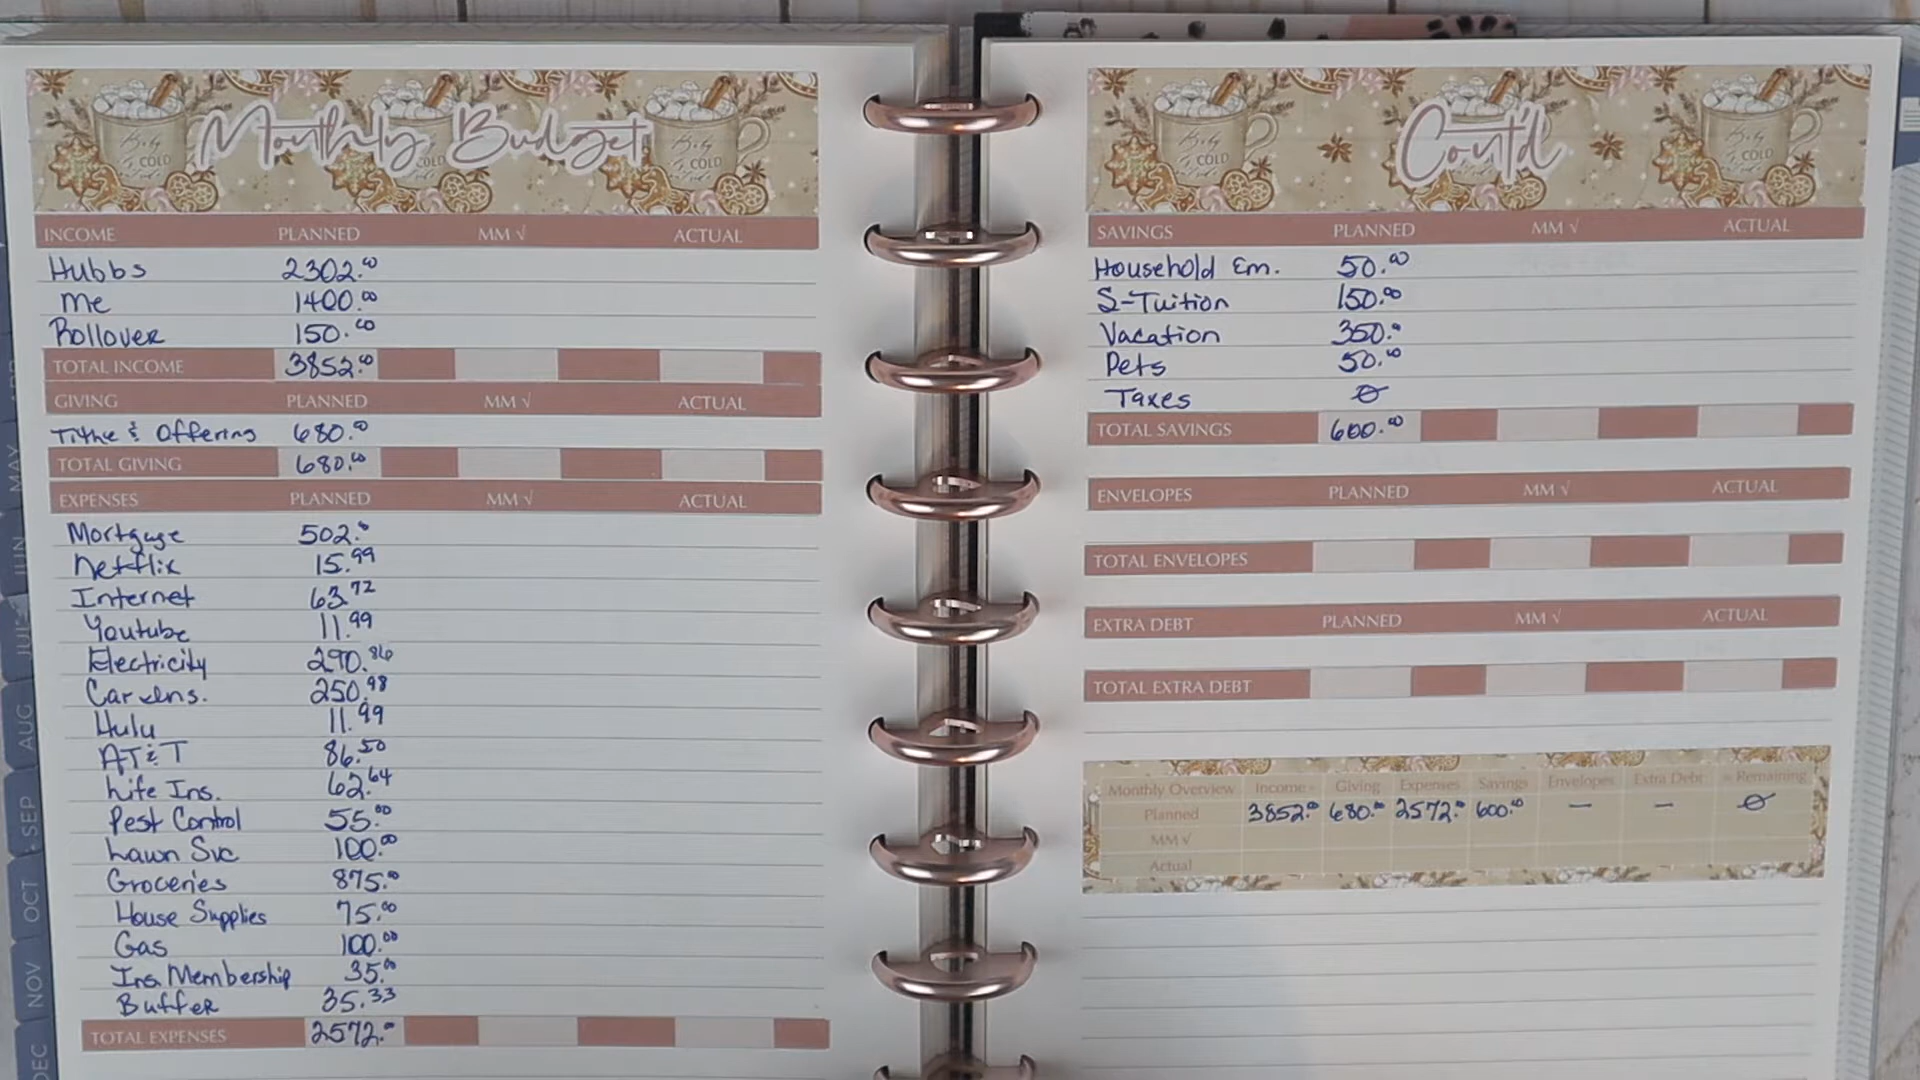 Monthly Budget
INCOME PLANNED MM √ ACTUAL
Hubbs 2302.00
Me 1400.00
Rollover 150.00
TOTAL INCOME 3852.00
GIVING PLANNED MM √ ACTUAL
Tithe & Offering 680.00
TOTAL GIVING 680.00
EXPENSES PLANNED MM √ ACTUAL
Mortgage 502.00
Netflix 15.99
Internet 63.72
Youtube 11.99
Electricity 290.86
Car Ins. 250.98
Hulu 11.99
AT&T 86.50
Life Ins. 62.64
Pest Control 55.00
Lawn Svc 100.00
Groceries 875.00
House Supplies 75.00
Gas 100.00
Ins. Membership 35.00
Buffer 35.33
TOTAL EXPENSES 2572.00
Cont'd
SAVINGS PLANNED MM √ ACTUAL
Household Em. 50.00
S-Tuition 150.00
Vacation 350.00
Pets 50.00
Taxes 0
TOTAL SAVINGS 600.00
ENVELOPES PLANNED MM √ ACTUAL
TOTAL ENVELOPES
EXTRA DEBT PLANNED MM √ ACTUAL
TOTAL EXTRA DEBT
Monthly Overview Income - Giving Expenses Savings Envelopes Extra Debt = Remaining
Planned 3852.00 680.00 2572.00 600.00 — — 0
MM √
Actual
MAY
JUN
AUG
SEP
OCT
NOV
DEC